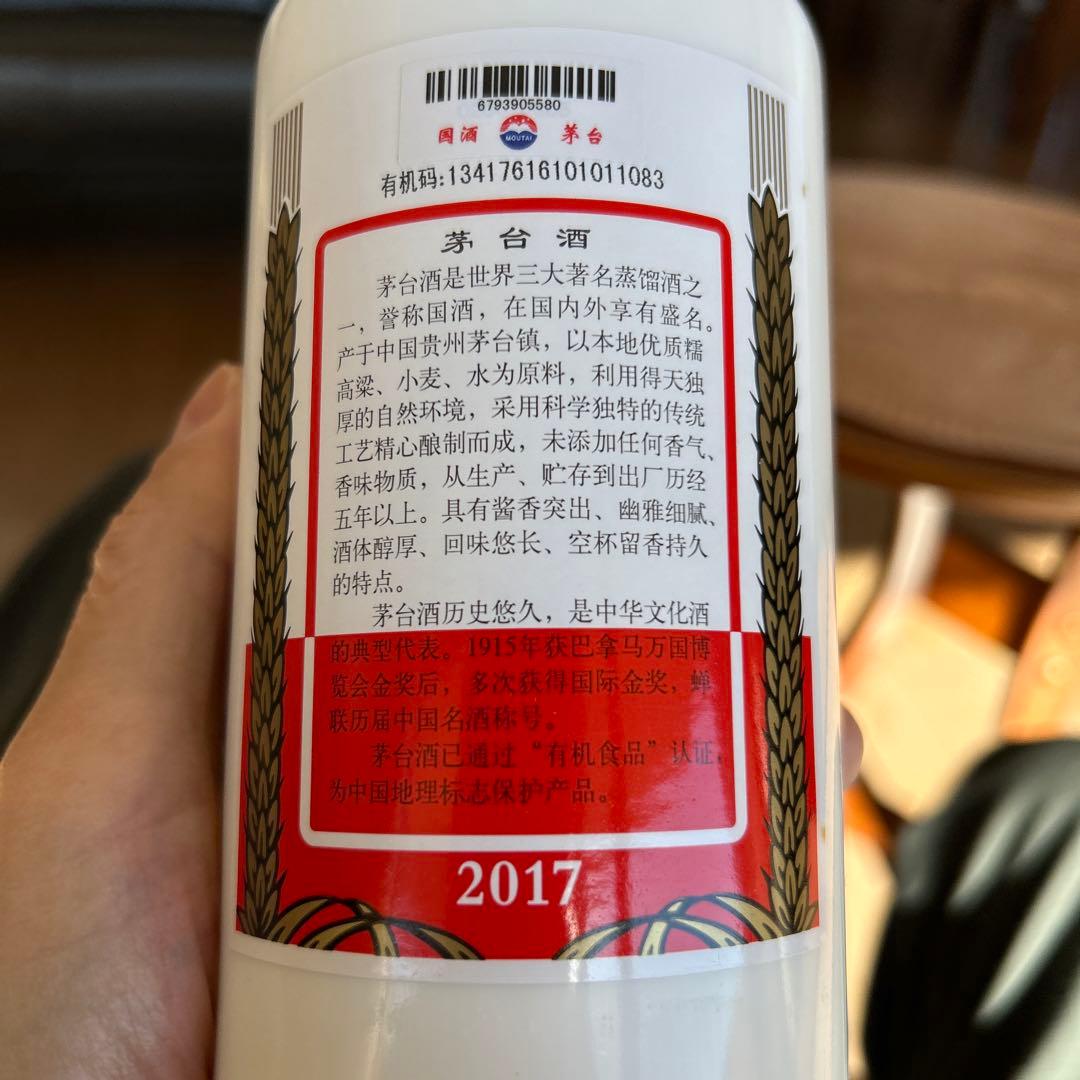 6793905580
国酒 MOUTAI 茅台
有机码:13417616101011083
茅台酒
茅台酒是世界三大著名蒸馏酒之
一，誉称国酒，在国内外享有盛名。
产于中国贵州茅台镇，以本地优质糯
高粱、小麦、水为原料，利用得天独
厚的自然环境，采用科学独特的传统
工艺精心酿制而成，未添加任何香气、
香味物质，从生产、贮存到出厂历经
五年以上。具有酱香突出、幽雅细腻、
酒体醇厚、回味悠长、空杯留香持久
的特点。
茅台酒历史悠久，是中华文化酒
的典型代表。1915年获巴拿马万国博
览会金奖后，多次获得国际金奖，蝉
联历届中国名酒称号。
茅台酒已通过“有机食品”认证，
为中国地理标志保护产品。
2017